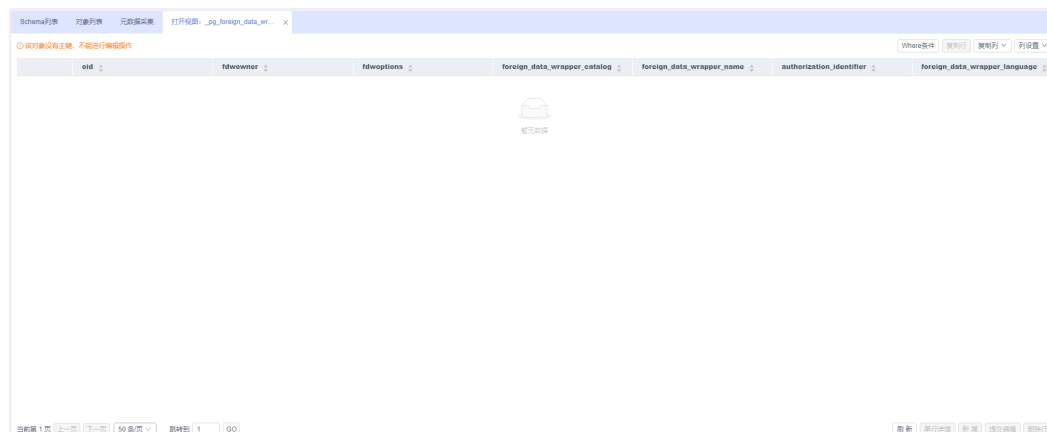 Schema列表 对象列表 元数据采集 打开视图: _pg_foreign_data_wr... ×
该对象没有主键、不能进行编辑操作 Where条件 复制行 复制列 列设置
oid fdwowner fdwoptions foreign_data_wrapper_catalog foreign_data_wrapper_name authorization_identifier foreign_data_wrapper_language
暂无数据
当前第 1 页 上一页 下一页 50 条/页 跳转到 1 GO 刷 新 单行详情 新 增 提交编辑 删除行